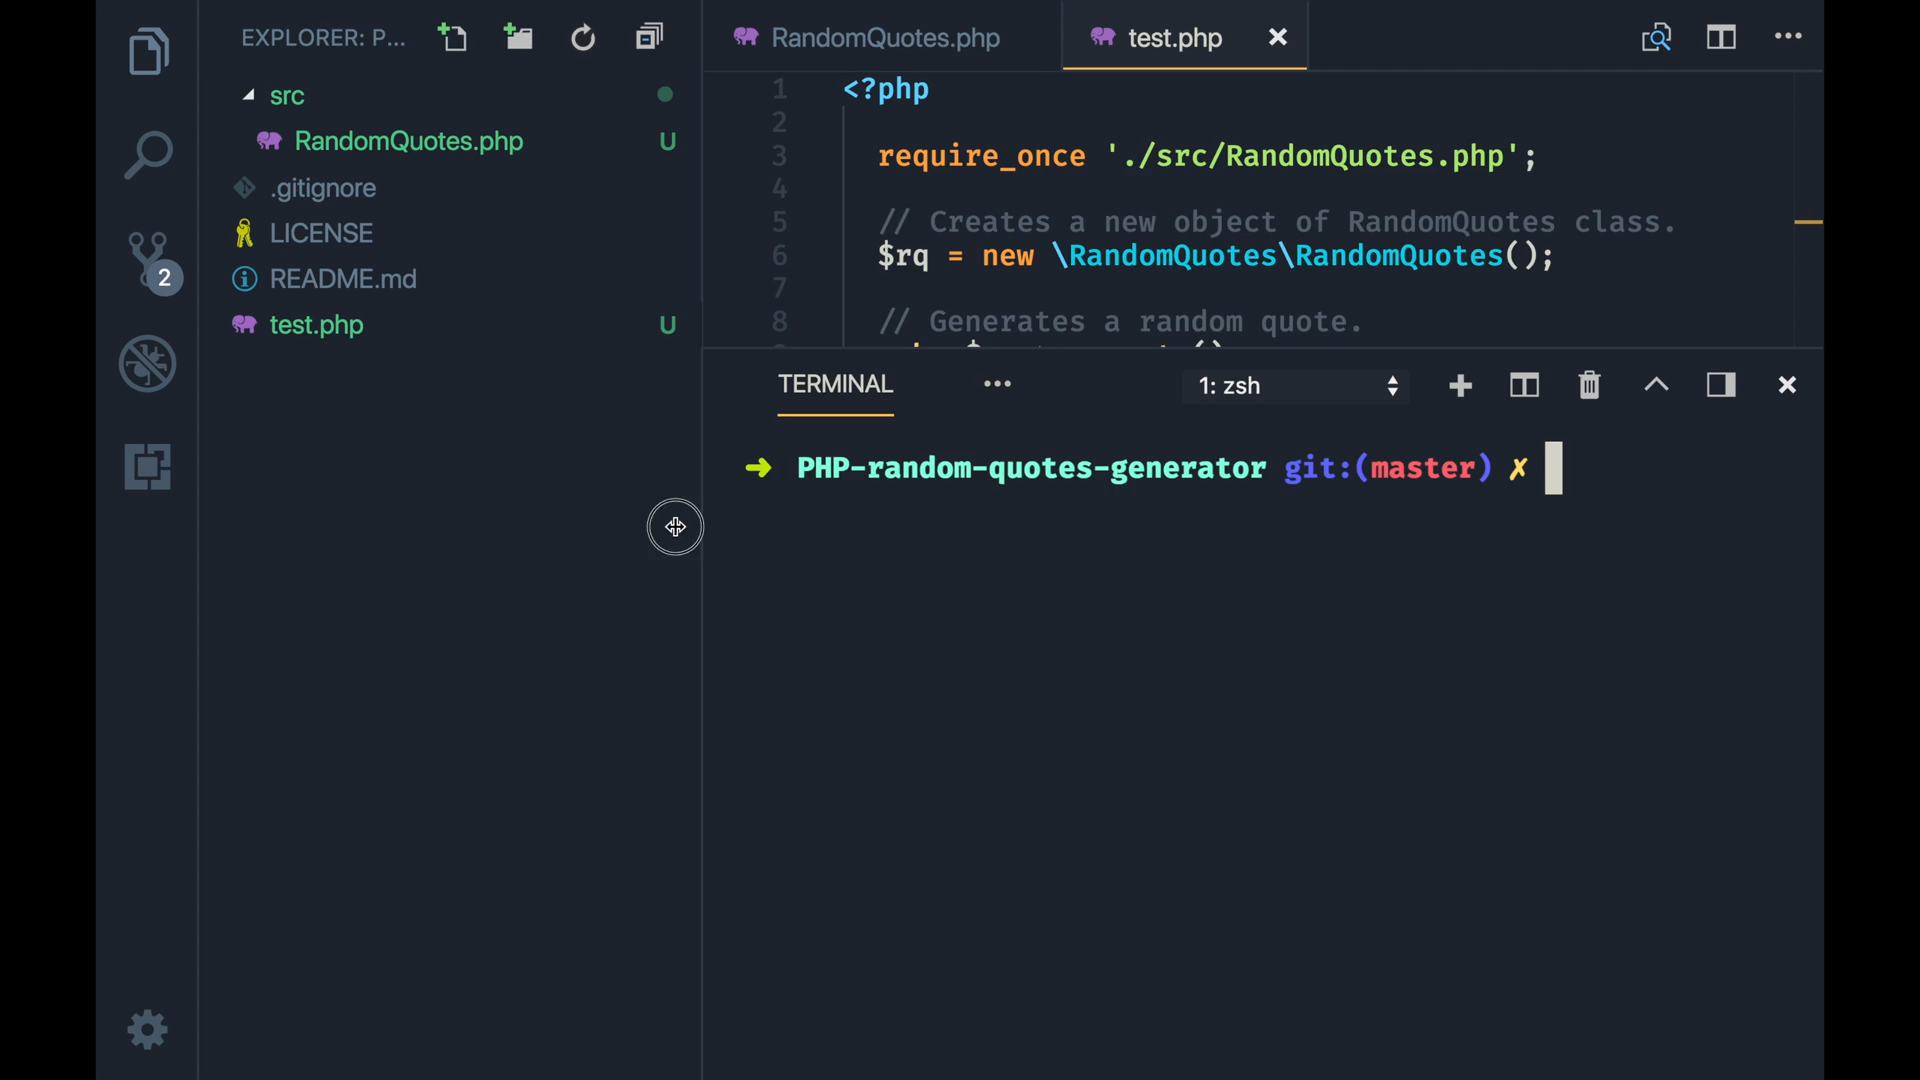 EXPLORER: P...
src
RandomQuotes.php U
.gitignore
LICENSE
README.md
test.php U
2
RandomQuotes.php
test.php
1 <?php
2
3 require_once './src/RandomQuotes.php';
4
5 // Creates a new object of RandomQuotes class.
6 $rq = new \RandomQuotes\RandomQuotes();
7
8 // Generates a random quote.
TERMINAL
1: zsh
➜ PHP-random-quotes-generator git:(master) ✗